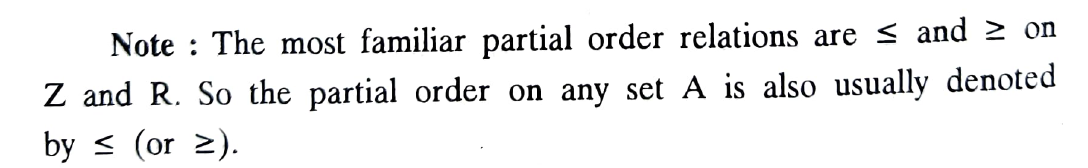 Note : The most familiar partial order relations are ≤ and ≥ on
Z and R. So the partial order on any set A is also usually denoted
by ≤ (or ≥).